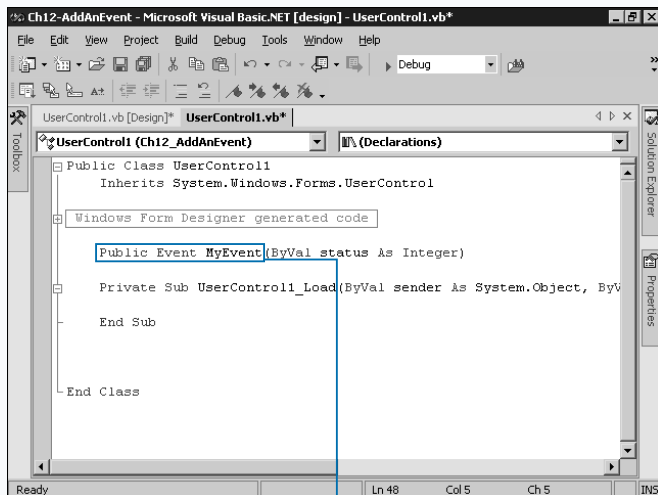 Ch12-AddAnEvent - Microsoft Visual Basic.NET [design] - UserControl1.vb*
File Edit View Project Build Debug Tools Window Help
Debug
UserControl1.vb [Design]* UserControl1.vb*
UserControl1 (Ch12_AddAnEvent) (Declarations)
Toolbox
Solution Explorer
Properties
Public Class UserControl1
Inherits System.Windows.Forms.UserControl
Windows Form Designer generated code
Public Event MyEvent(ByVal status As Integer)
Private Sub UserControl1_Load(ByVal sender As System.Object, ByV
End Sub
End Class
Ready Ln 48 Col 5 Ch 5 INS